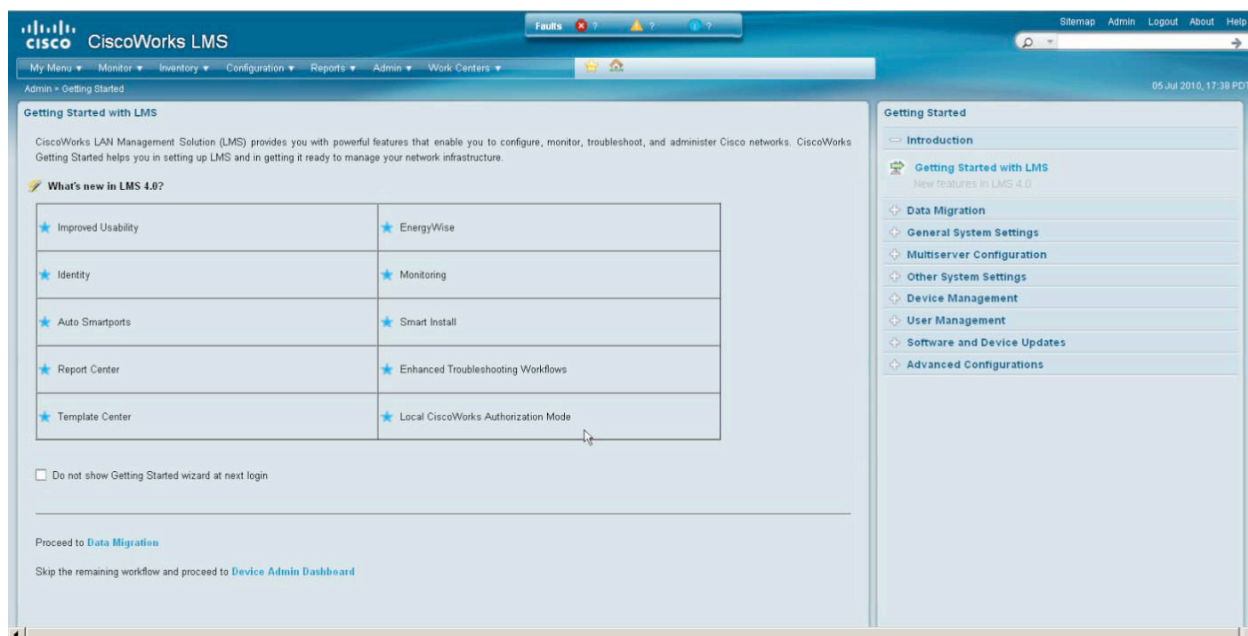 Faults ? ? ?
Sitemap Admin Logout About Help
CISCO CiscoWorks LMS
My Menu Monitor Inventory Configuration Reports Admin Work Centers
Admin > Getting Started
05 Jul 2010, 17:38 PDT
Getting Started with LMS
CiscoWorks LAN Management Solution (LMS) provides you with powerful features that enable you to configure, monitor, troubleshoot, and administer Cisco networks. CiscoWorks
Getting Started helps you in setting up LMS and in getting it ready to manage your network infrastructure.
What's new in LMS 4.0?
Improved Usability
EnergyWise
Identity
Monitoring
Auto Smartports
Smart Install
Report Center
Enhanced Troubleshooting Workflows
Template Center
Local CiscoWorks Authorization Mode
Do not show Getting Started wizard at next login
Proceed to Data Migration
Skip the remaining workflow and proceed to Device Admin Dashboard
Getting Started
Introduction
Getting Started with LMS
New features in LMS 4.0
Data Migration
General System Settings
Multiserver Configuration
Other System Settings
Device Management
User Management
Software and Device Updates
Advanced Configurations